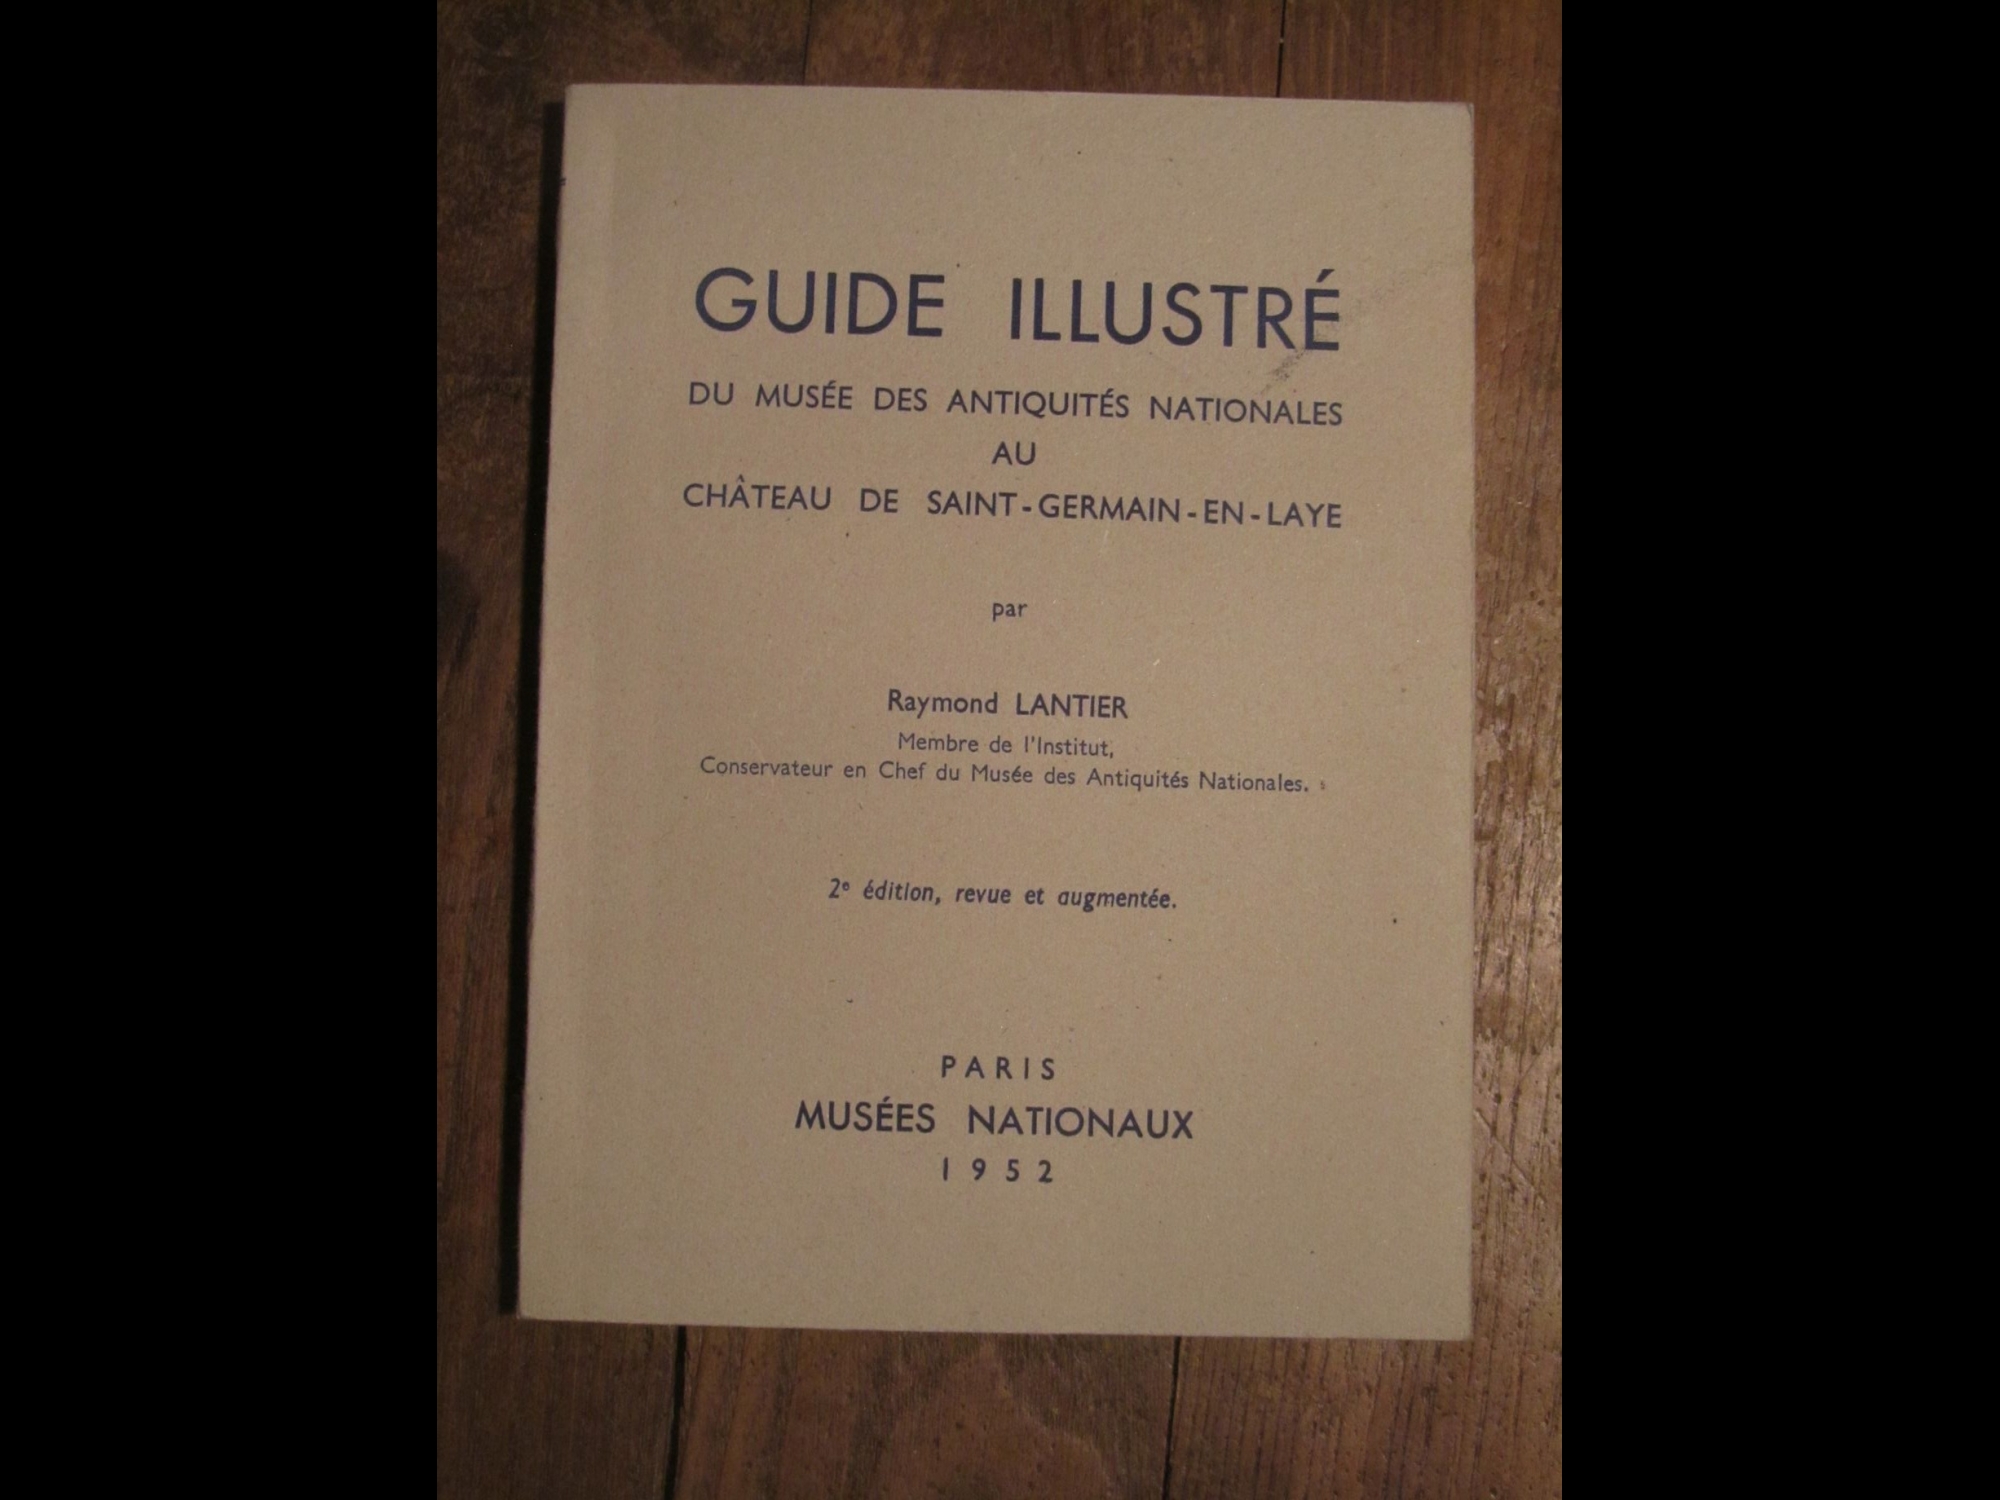 GUIDE ILLUSTRÉ
DU MUSÉE DES ANTIQUITÉS NATIONALES
AU
CHÂTEAU DE SAINT-GERMAIN-EN-LAYE
par
Raymond LANTIER
Membre de l'Institut,
Conservateur en Chef du Musée des Antiquités Nationales.
2e édition, revue et augmentée.
PARIS
MUSÉES NATIONAUX
1952